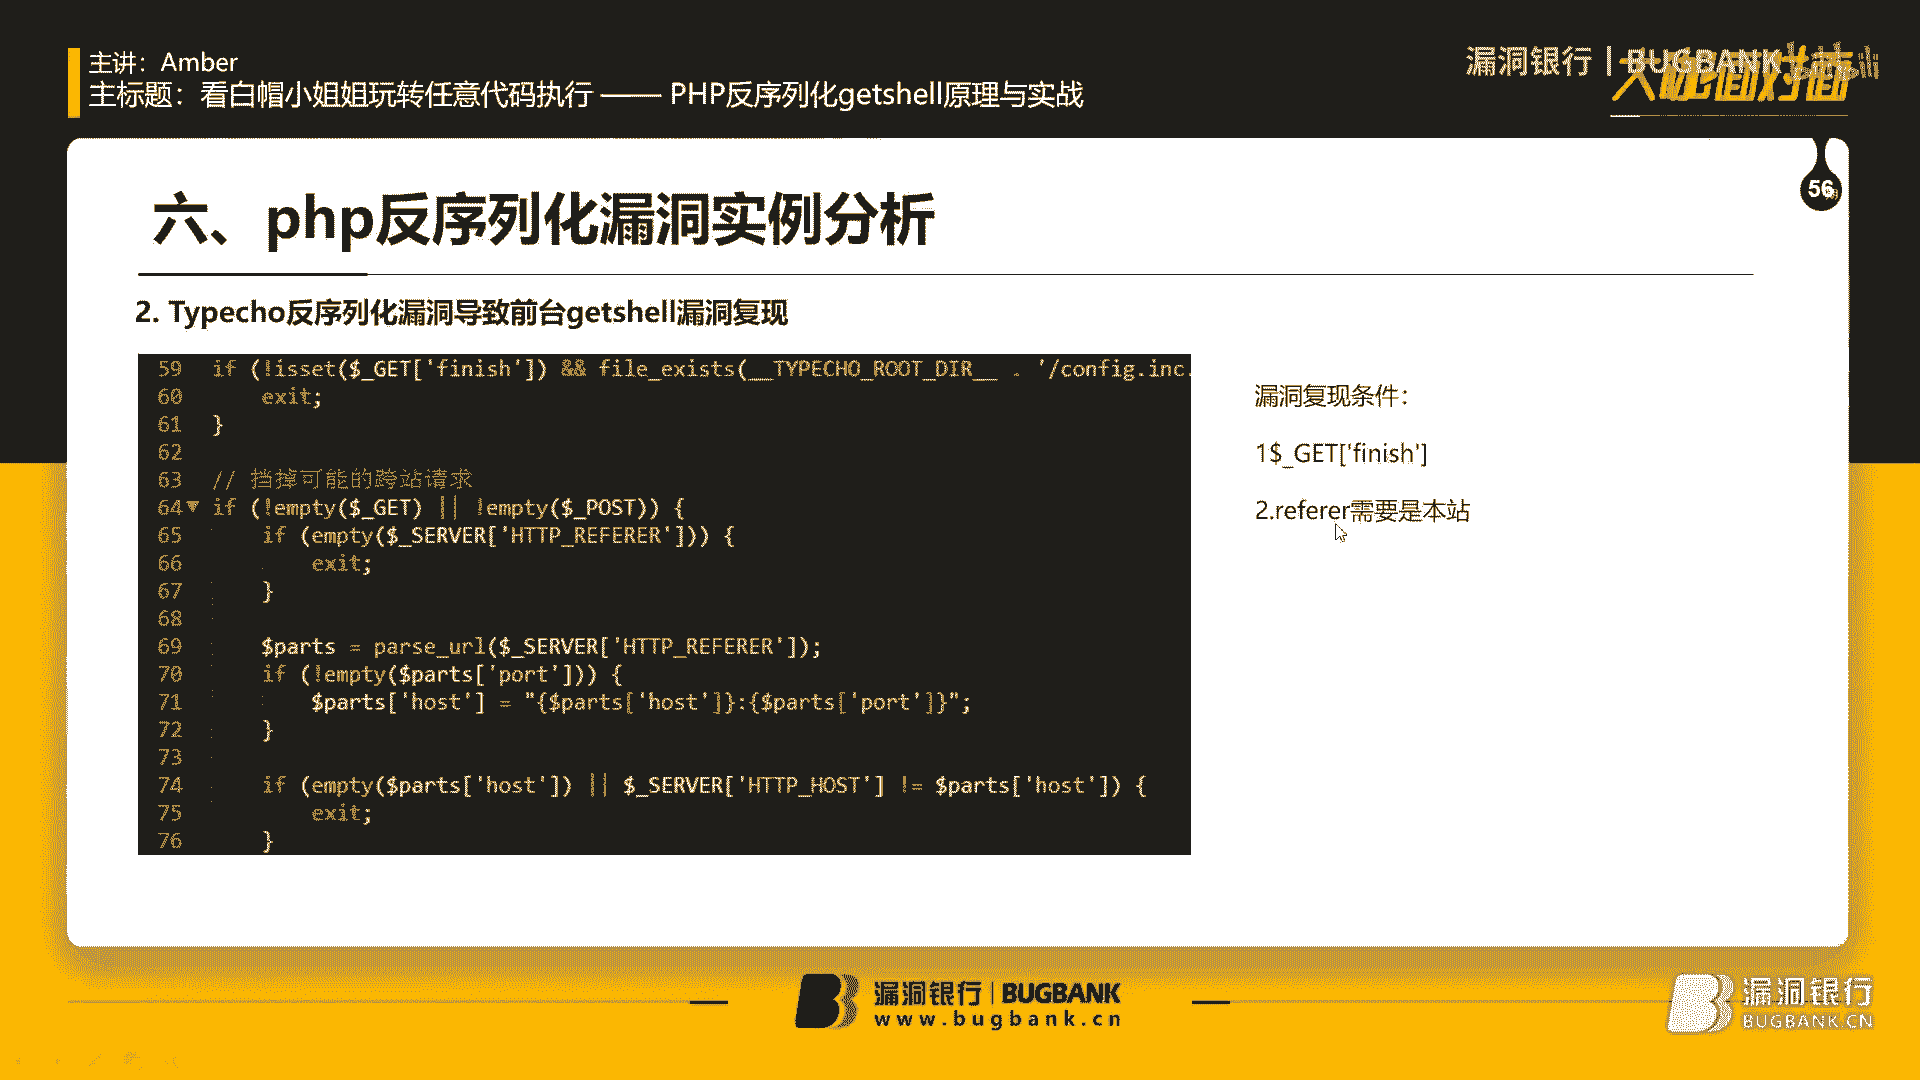 主讲：Amber
主标题：看白帽小姐姐玩转任意代码执行 —— PHP反序列化getshell原理与实战
漏洞银行 | BUGBANK
大咖面对面
56
六、php反序列化漏洞实例分析
2. Typecho反序列化漏洞导致前台getshell漏洞复现
59 if (!isset($_GET['finish']) && file_exists(__TYPECHO_ROOT_DIR__ . '/config.inc.
60     exit;
61 }
62
63 // 挡掉可能的跨站请求
64 if (!empty($_GET) || !empty($_POST)) {
65     if (empty($_SERVER['HTTP_REFERER'])) {
66         exit;
67     }
68
69     $parts = parse_url($_SERVER['HTTP_REFERER']);
70     if (!empty($parts['port'])) {
71         $parts['host'] = "{$parts['host']}:{$parts['port']}";
72     }
73
74     if (empty($parts['host']) || $_SERVER['HTTP_HOST'] != $parts['host']) {
75         exit;
76     }
漏洞复现条件：
1$_GET['finish']
2.referer需要是本站
漏洞银行 | BUGBANK
www.bugbank.cn
漏洞银行
BUGBANK.CN